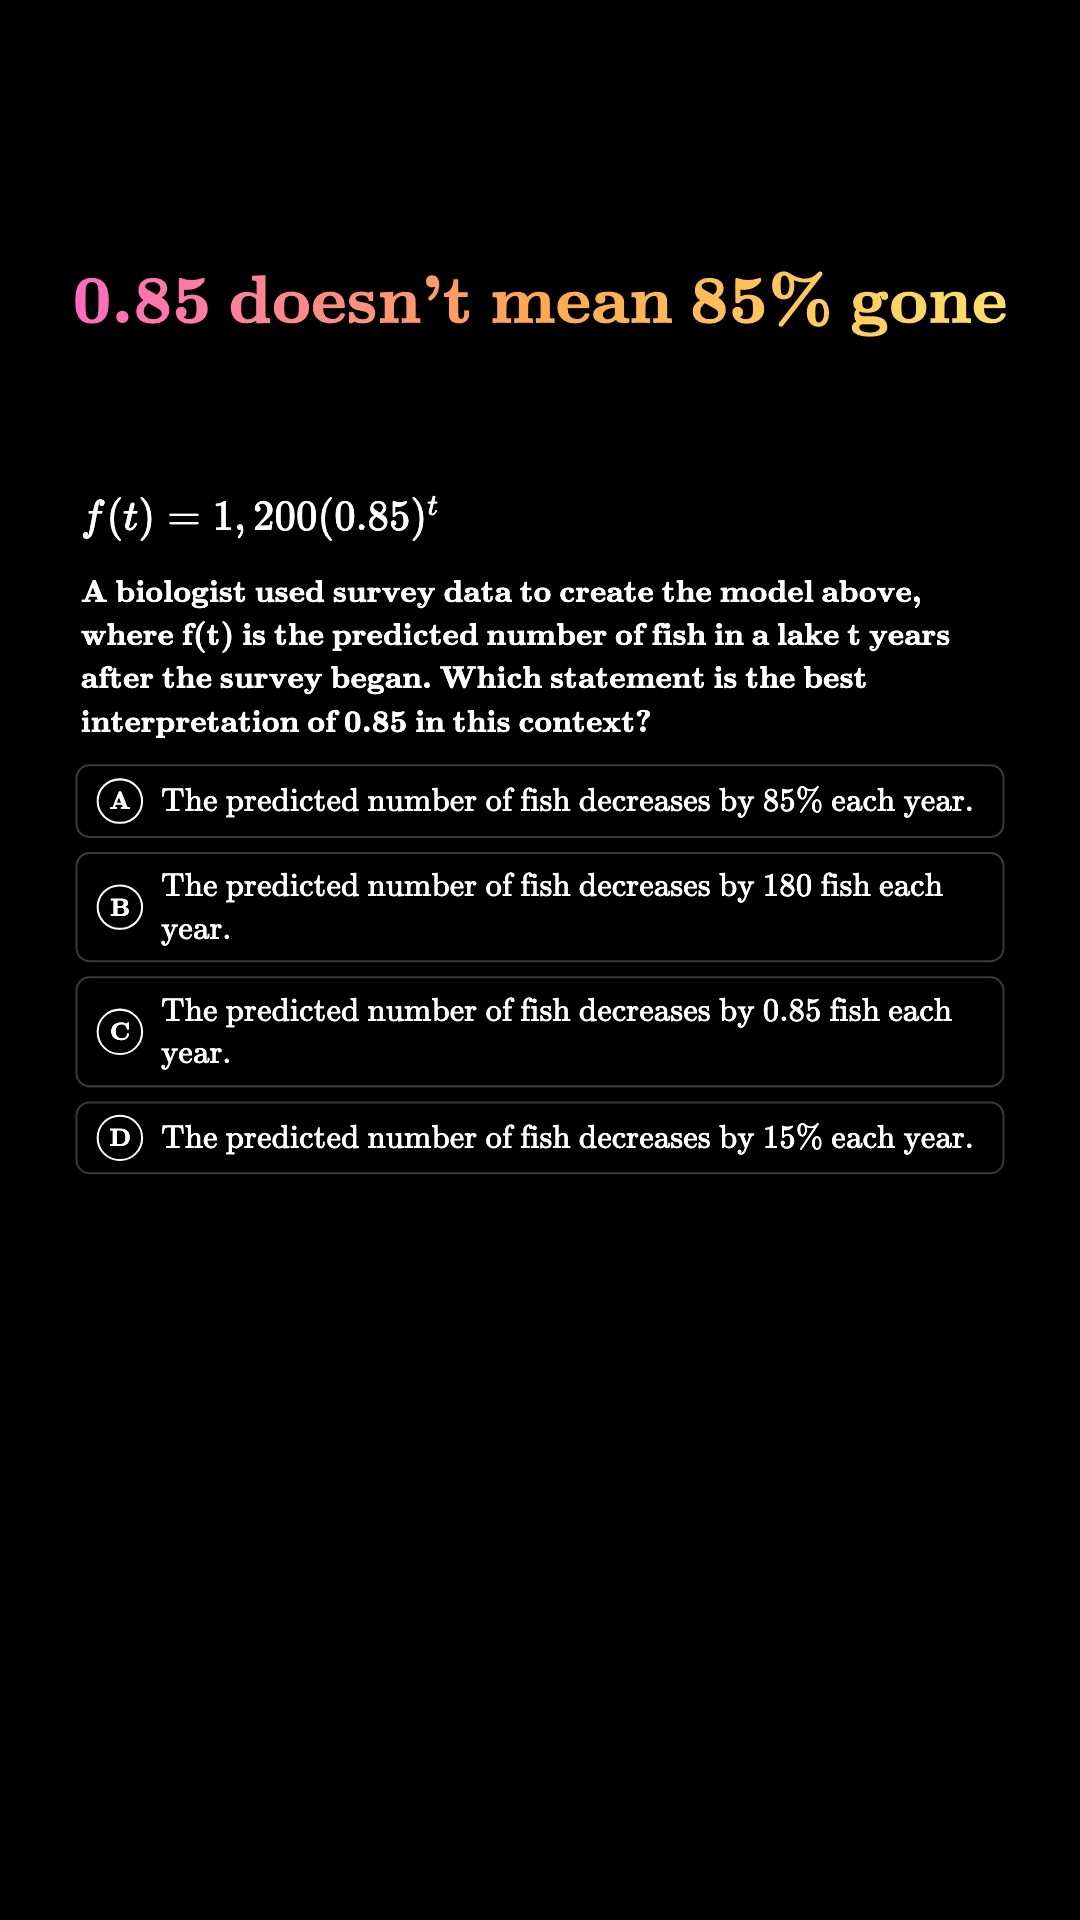 0.85 doesn’t mean 85% gone
f(t) = 1,200(0.85)^t
A biologist used survey data to create the model above,
where f(t) is the predicted number of fish in a lake t years
after the survey began. Which statement is the best
interpretation of 0.85 in this context?
A The predicted number of fish decreases by 85% each year.
B The predicted number of fish decreases by 180 fish each
year.
C The predicted number of fish decreases by 0.85 fish each
year.
D The predicted number of fish decreases by 15% each year.